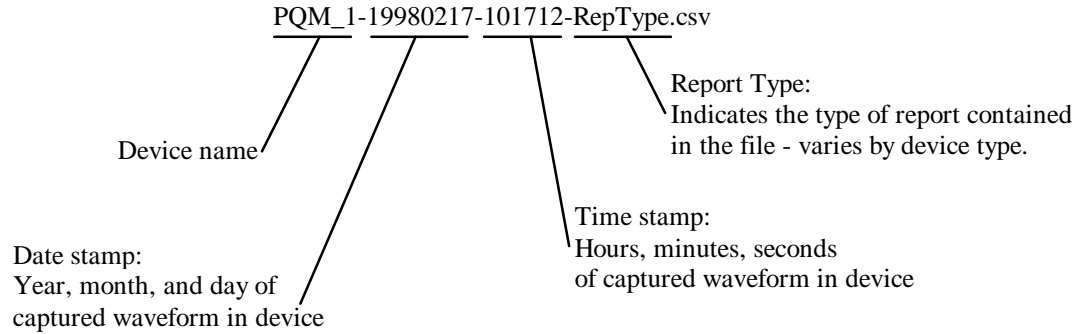 PQM_1-19980217-101712-RepType.csv
Report Type:
Indicates the type of report contained
in the file - varies by device type.
Device name
Time stamp:
Hours, minutes, seconds
of captured waveform in device
Date stamp:
Year, month, and day of
captured waveform in device